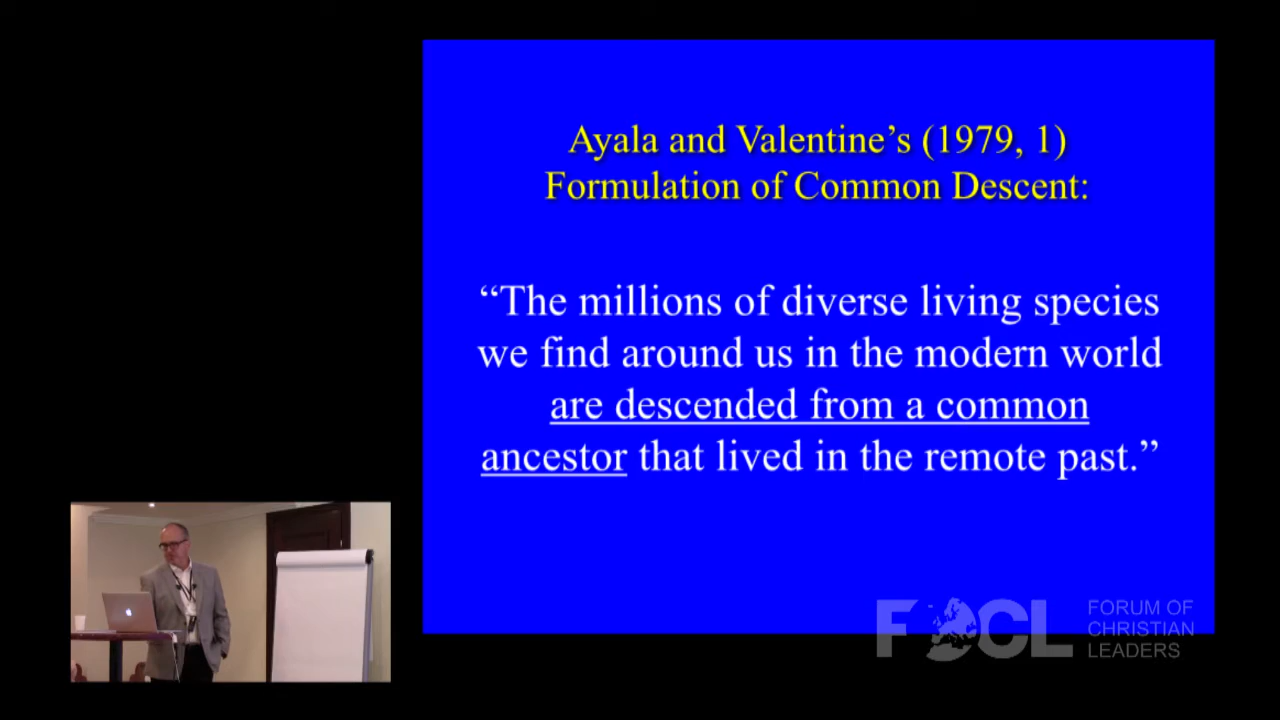 Ayala and Valentine’s (1979, 1)
Formulation of Common Descent:
“The millions of diverse living species
we find around us in the modern world
are descended from a common
ancestor that lived in the remote past.”
FOCL
FORUM OF
CHRISTIAN
LEADERS